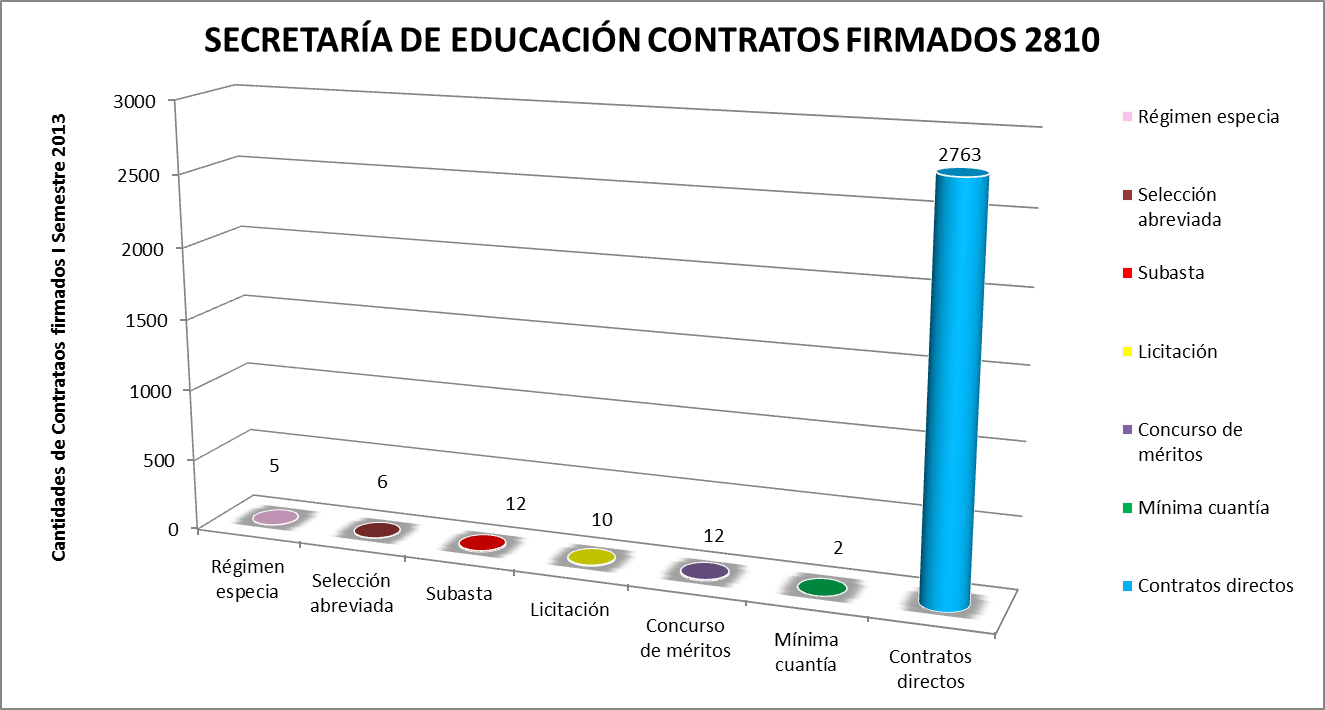 SECRETARÍA DE EDUCACIÓN CONTRATOS FIRMADOS 2810
Cantidades de Contrataos firmados I Semestre 2013
3000
2500
2000
1500
1000
500
0
5
6
12
10
12
2
2763
Régimen
especia
Selección
abreviada
Subasta
Licitación
Concurso
de méritos
Mínima
cuantía
Contratos
directos
Régimen especia
Selección
abreviada
Subasta
Licitación
Concurso de
méritos
Mínima cuantía
Contratos directos